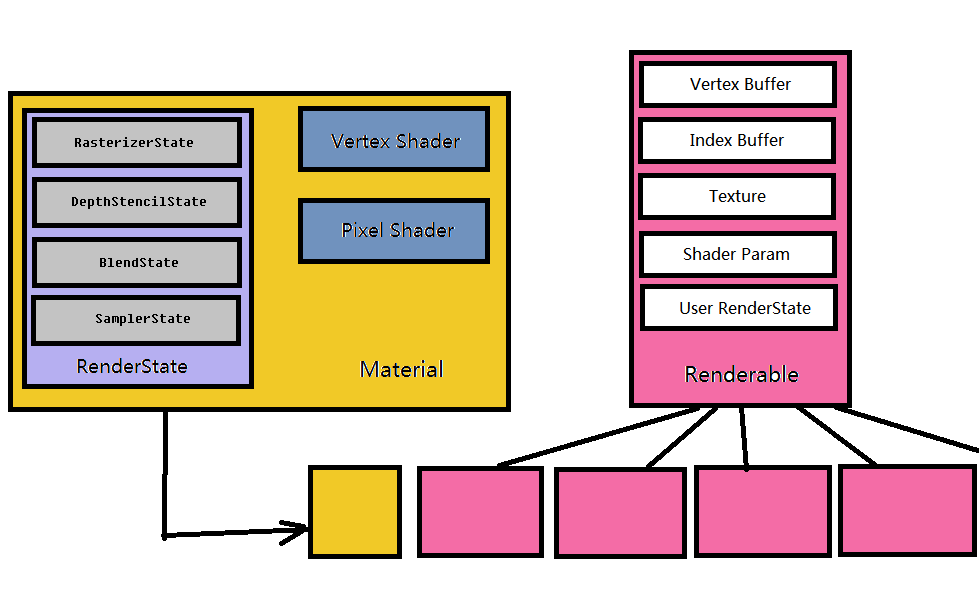 RasterizerState
DepthStencilState
BlendState
SamplerState
RenderState
Vertex Shader
Pixel Shader
Material
Vertex Buffer
Index Buffer
Texture
Shader Param
User RenderState
Renderable